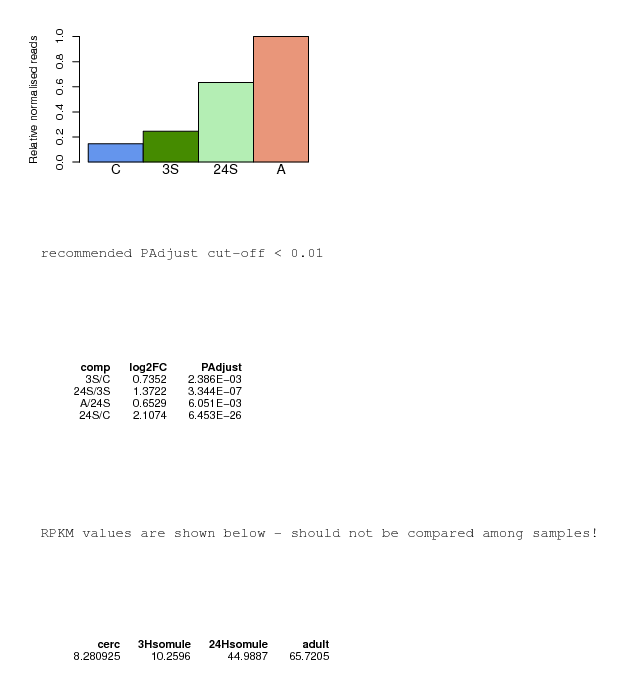 Relative normalised reads
1.0
0.8
0.6
0.4
0.2
0.0
C 3S 24S A
recommended PAdjust cut-off < 0.01
comp log2FC PAdjust
3S/C 0.7352 2.386E−03
24S/3S 1.3722 3.344E−07
A/24S 0.6529 6.051E−03
24S/C 2.1074 6.453E−26
RPKM values are shown below - should not be compared among samples!
cerc 3Hsomule 24Hsomule adult
8.280925 10.2596 44.9887 65.7205